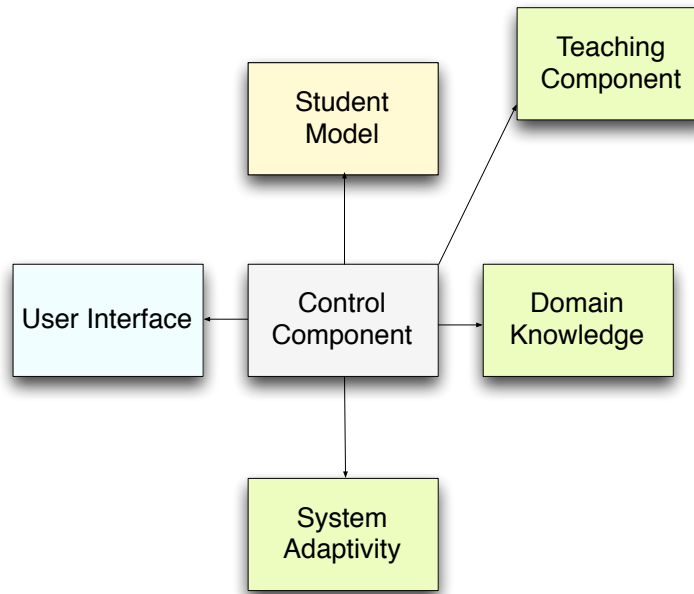 Teaching
Component
Student
Model
User Interface
Control
Component
Domain
Knowledge
System
Adaptivity